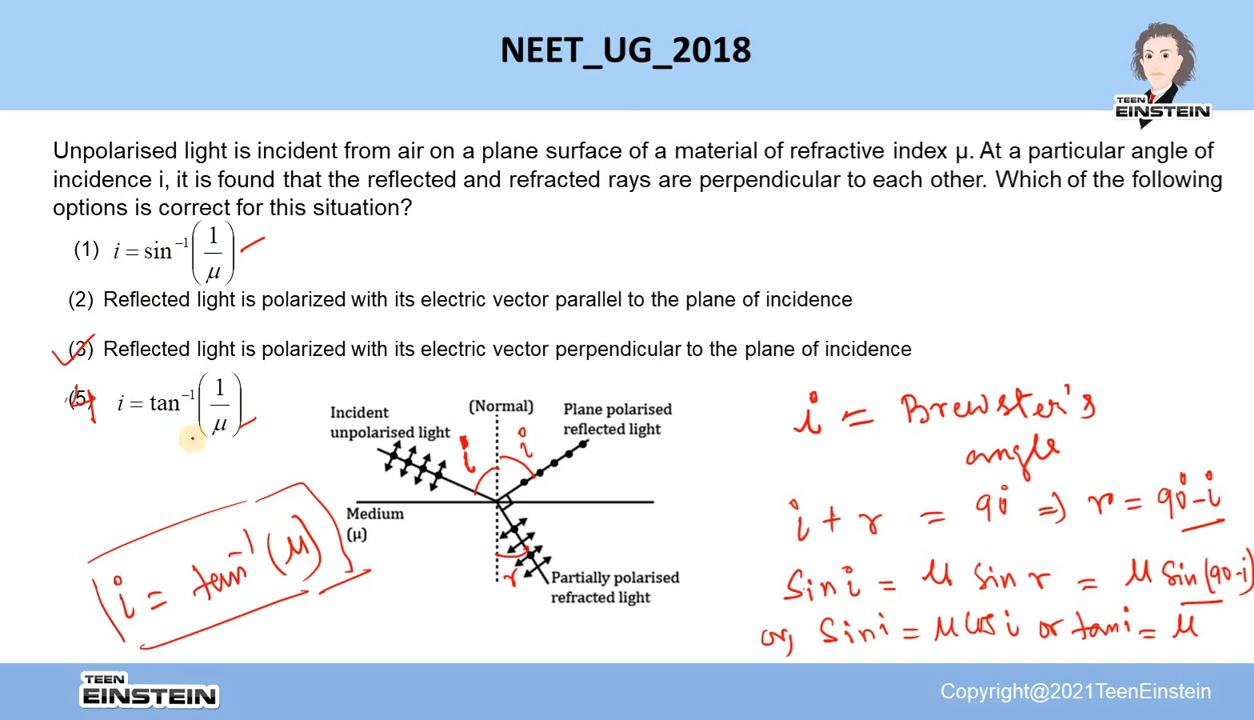 NEET_UG_2018
TEEN
EINSTEIN
Unpolarised light is incident from air on a plane surface of a material of refractive index μ. At a particular angle of
incidence i, it is found that the reflected and refracted rays are perpendicular to each other. Which of the following
options is correct for this situation?
(1) i = sin⁻¹(1/μ)
(2) Reflected light is polarized with its electric vector parallel to the plane of incidence
(3) Reflected light is polarized with its electric vector perpendicular to the plane of incidence
(4) i = tan⁻¹(1/μ)
Incident
unpolarised light
(Normal)
Plane polarised
reflected light
i
i
Medium
(μ)
r
Partially polarised
refracted light
i = tan⁻¹(μ)
i = Brewster's
angle
i + r = 90° ⇒ r = 90° - i
Sin i = μ Sin r = μ Sin(90-i)
or, Sin i = μ cos i or tan i = μ
TEEN
EINSTEIN
Copyright@2021TeenEinstein